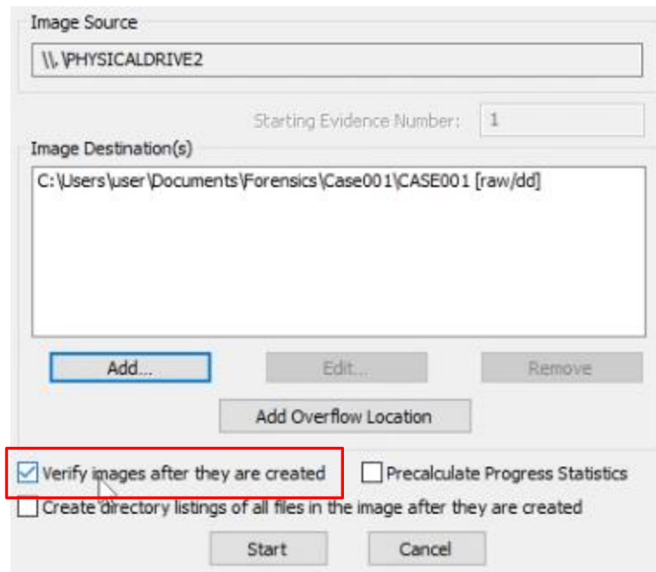 Image Source
\\.\PHYSICALDRIVE2
Starting Evidence Number: 1
Image Destination(s)
C:\Users\user\Documents\Forensics\Case001\CASE001 [raw/dd]
Add... Edit... Remove
Add Overflow Location
Verify images after they are created Precalculate Progress Statistics
Create directory listings of all files in the image after they are created
Start Cancel